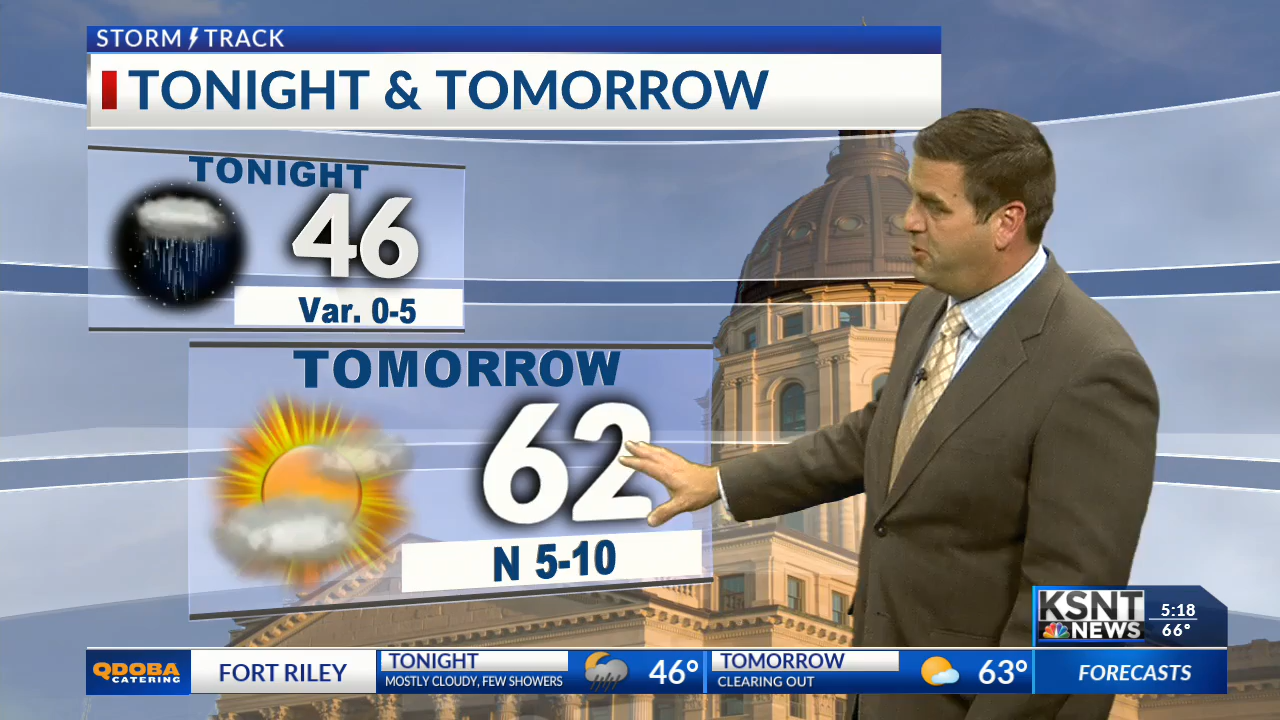 STORM TRACK
TONIGHT & TOMORROW
TONIGHT
46
Var. 0-5
TOMORROW
62
N 5-10
KSNT
NEWS
5:18
66°
QDOBA
CATERING
FORT RILEY
TONIGHT
MOSTLY CLOUDY, FEW SHOWERS
46°
TOMORROW
CLEARING OUT
63°
FORECASTS